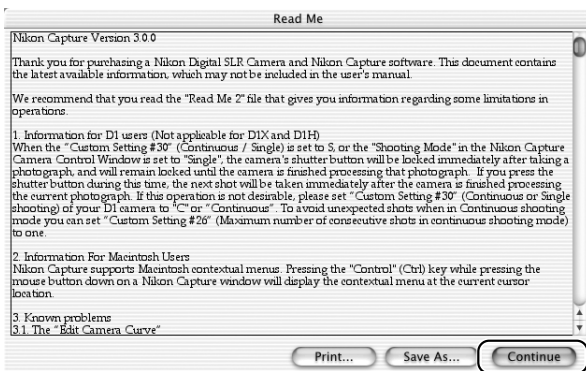 Read Me
Nikon Capture Version 3.0.0
Thank you for purchasing a Nikon Digital SLR Camera and Nikon Capture software. This document contains
the latest available information, which may not be included in the user's manual.
We recommend that you read the "Read Me 2" file that gives you information regarding some limitations in
operations.
1. Information for D1 users (Not applicable for D1X and D1H)
When the "Custom Setting #30" (Continuous / Single) is set to S, or the "Shooting Mode" in the Nikon Capture
Camera Control Window is set to "Single", the camera's shutter button will be locked immediately after taking a
photograph, and will remain locked until the camera is finished processing that photograph. If you press the
shutter button during this time, the next shot will be taken immediately after the camera is finished processing
the current photograph. If this operation is not desirable, please set "Custom Setting #30" (Continuous or Single
shooting) of your D1 camera to "C" or "Continuous". To avoid unexpected shots when in Continuous shooting
mode you can set "Custom Setting #26" (Maximum number of consecutive shots in continuous shooting mode)
to one.
2. Information For Macintosh Users
Nikon Capture supports Macintosh contextual menus. Pressing the "Control" (Ctrl) key while pressing the
mouse button down on a Nikon Capture window will display the contextual menu at the current cursor
location.
3. Known problems
3.1. The "Edit Camera Curve"
Print... Save As... Continue